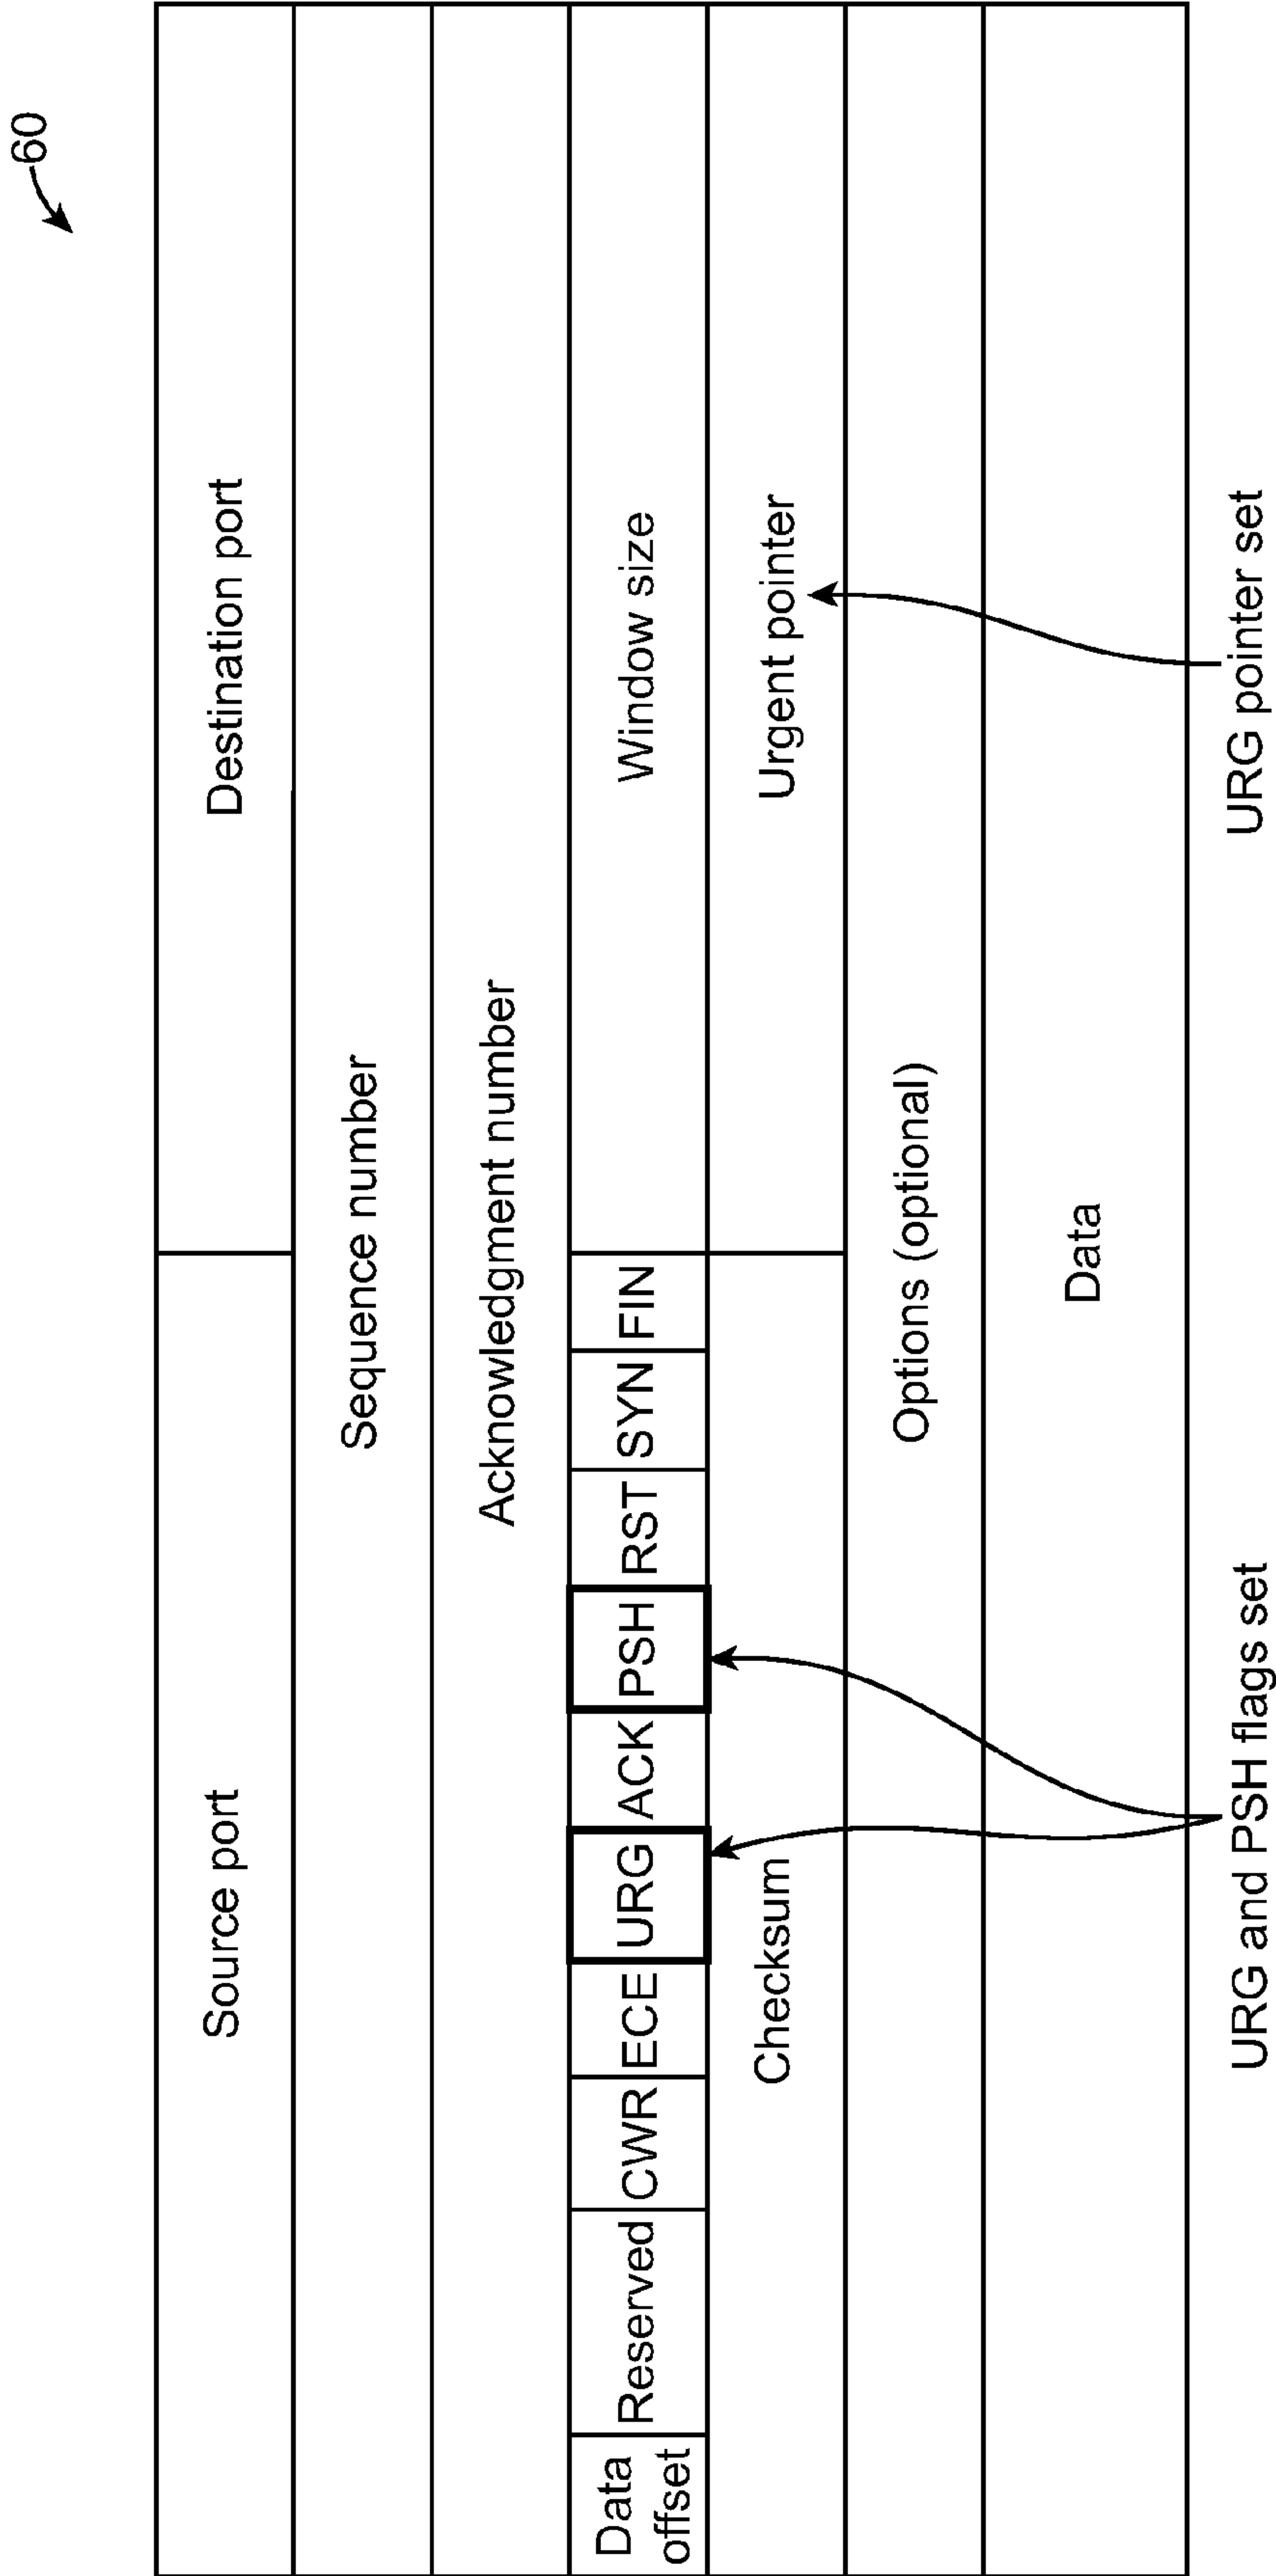 60
Source port
Destination port
Sequence number
Acknowledgment number
Data
offset
Reserved
CWR
ECE
URG
ACK
PSH
RST
SYN
FIN
Window size
Checksum
Urgent pointer
Options (optional)
Data
URG and PSH flags set
URG pointer set